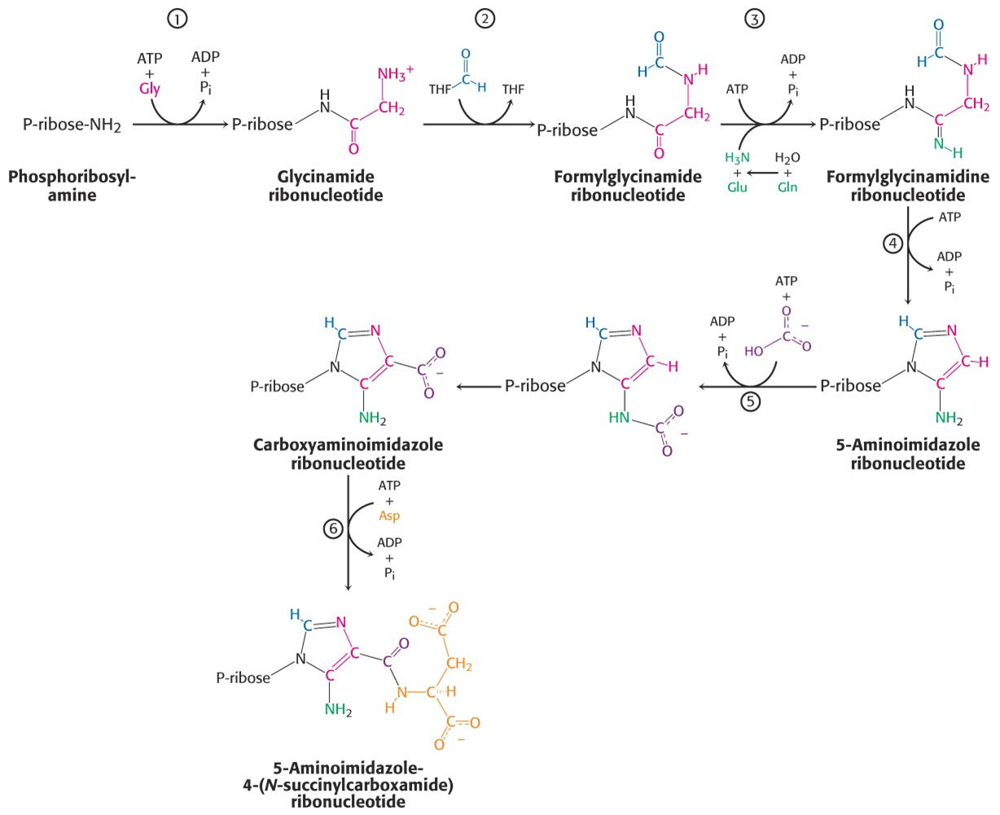 ① ② ③
ATP
+
Gly
ADP
+
Pi
P-ribose-NH2
Phosphoribosyl-
amine
P-ribose
H
N
NH3+
CH2
C
O
Glycinamide
ribonucleotide
O
C
H
THF
THF
P-ribose
H
N
O
H
C
N
H
CH2
C
O
Formylglycinamide
ribonucleotide
ATP
ADP
+
Pi
H3N
+
Glu
H2O
+
Gln
P-ribose
H
N
O
H
C
N
H
CH2
C
N
H
Formylglycinamidine
ribonucleotide
④
ATP
ADP
+
Pi
H
C
N
N
C
H
C
P-ribose
NH2
5-Aminoimidazole
ribonucleotide
ATP
+
O
−
C
HO
O
ADP
+
Pi
⑤
H
C
N
N
C
H
C
P-ribose
HN
C
O
−
O
H
C
N
N
C
C
O
−
O
C
P-ribose
NH2
Carboxyaminoimidazole
ribonucleotide
⑥
ATP
+
Asp
ADP
+
Pi
H
C
N
N
C
C
O
C
P-ribose
NH2
N
H
C
H
CH2
C
O
−
O
C
O
O
−
5-Aminoimidazole-
4-(N-succinylcarboxamide)
ribonucleotide